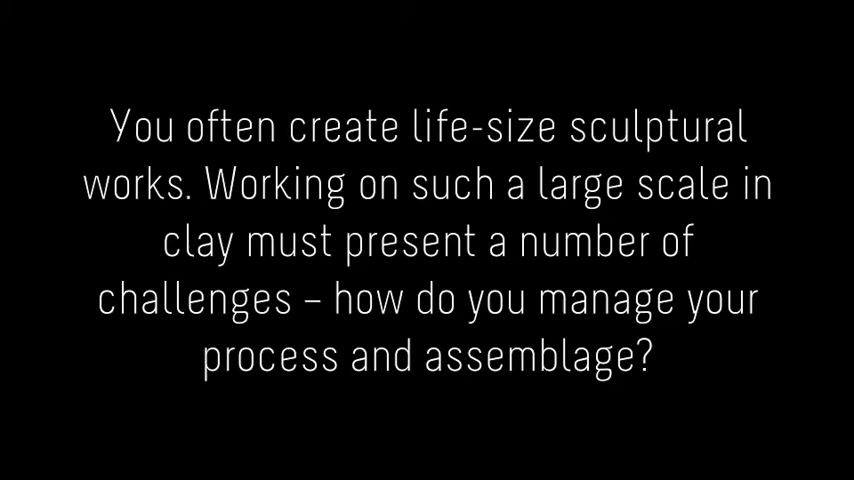 You often create life-size sculptural
works. Working on such a large scale in
clay must present a number of
challenges – how do you manage your
process and assemblage?